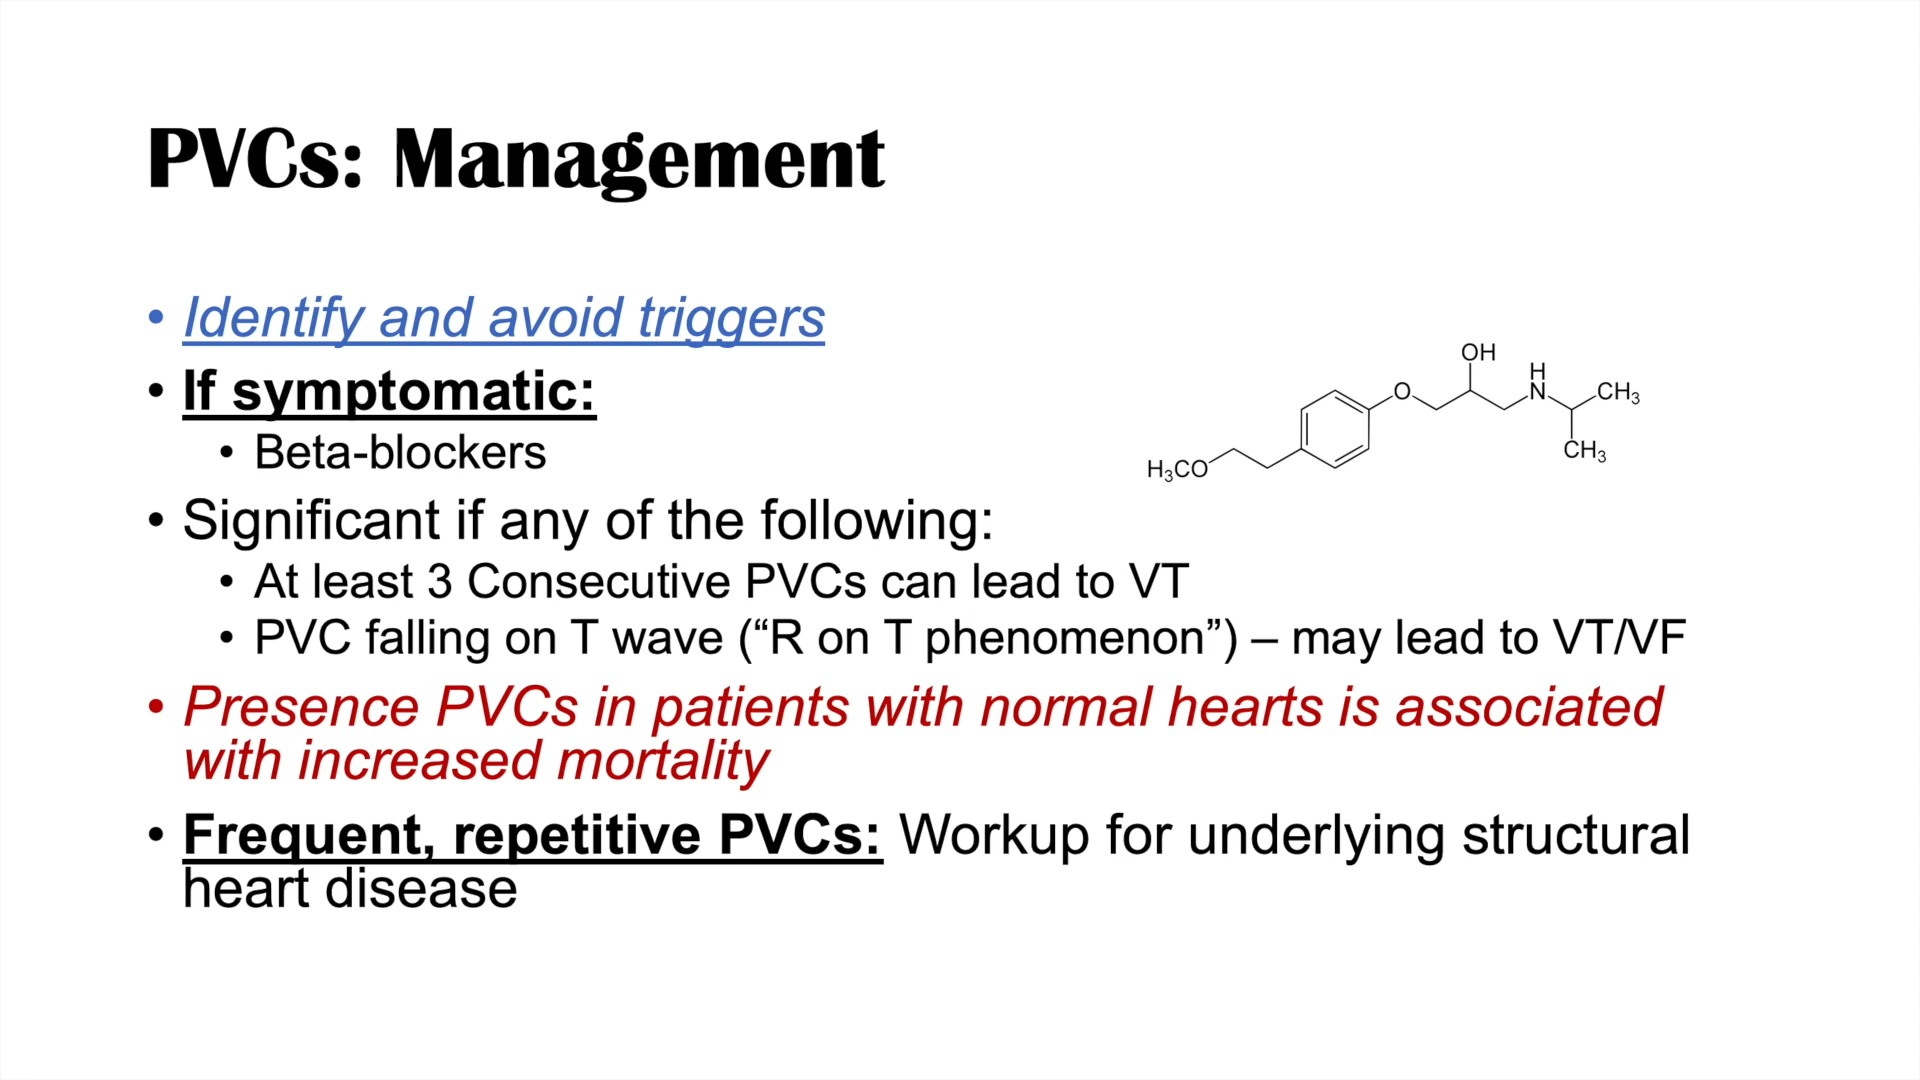 PVCs: Management
• Identify and avoid triggers
• If symptomatic:
• Beta-blockers
• Significant if any of the following:
• At least 3 Consecutive PVCs can lead to VT
• PVC falling on T wave (“R on T phenomenon”) – may lead to VT/VF
• Presence PVCs in patients with normal hearts is associated
with increased mortality
• Frequent, repetitive PVCs: Workup for underlying structural
heart disease
OH
H
O
N
CH₃
CH₃
H₃CO